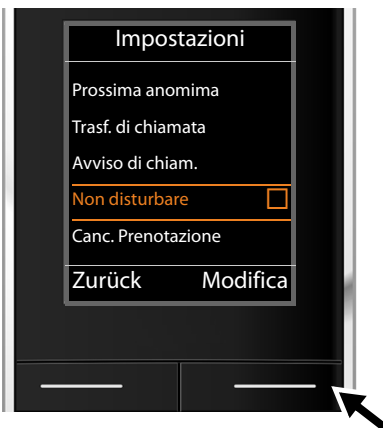 Impostazioni
Prossima anomima
Trasf. di chiamata
Avviso di chiam.
Non disturbare
Canc. Prenotazione
Zurück Modifica